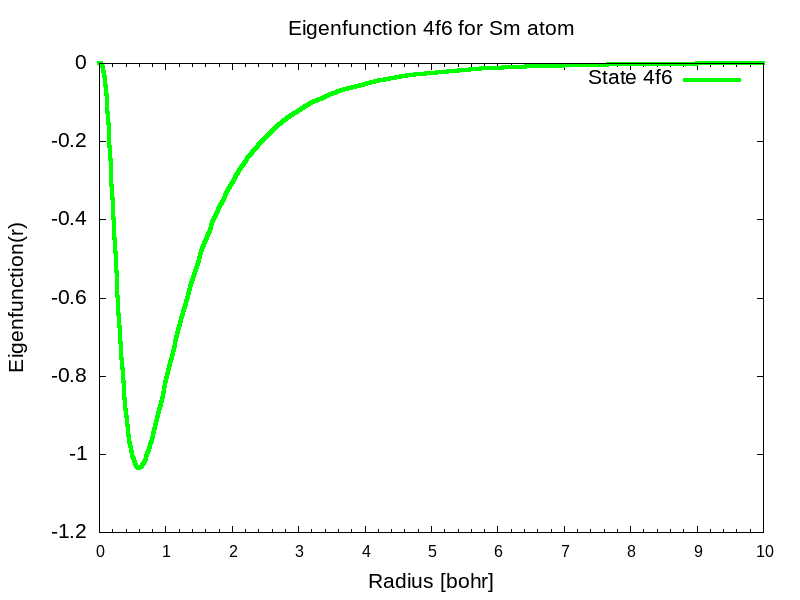 Eigenfunction 4f6 for Sm atom
State 4f6
0
-0.2
-0.4
-0.6
-0.8
-1
-1.2
Eigenfunction(r)
0 1 2 3 4 5 6 7 8 9 10
Radius [bohr]